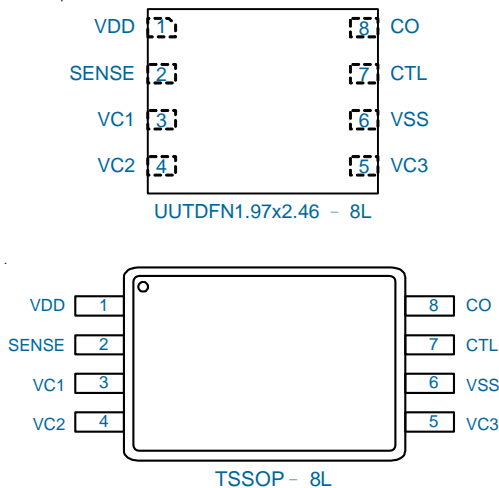 VDD 1 8 CO
SENSE 2 7 CTL
VC1 3 6 VSS
VC2 4 5 VC3
UUTDFN1.97x2.46 - 8L
VDD 1 8 CO
SENSE 2 7 CTL
VC1 3 6 VSS
VC2 4 5 VC3
TSSOP - 8L